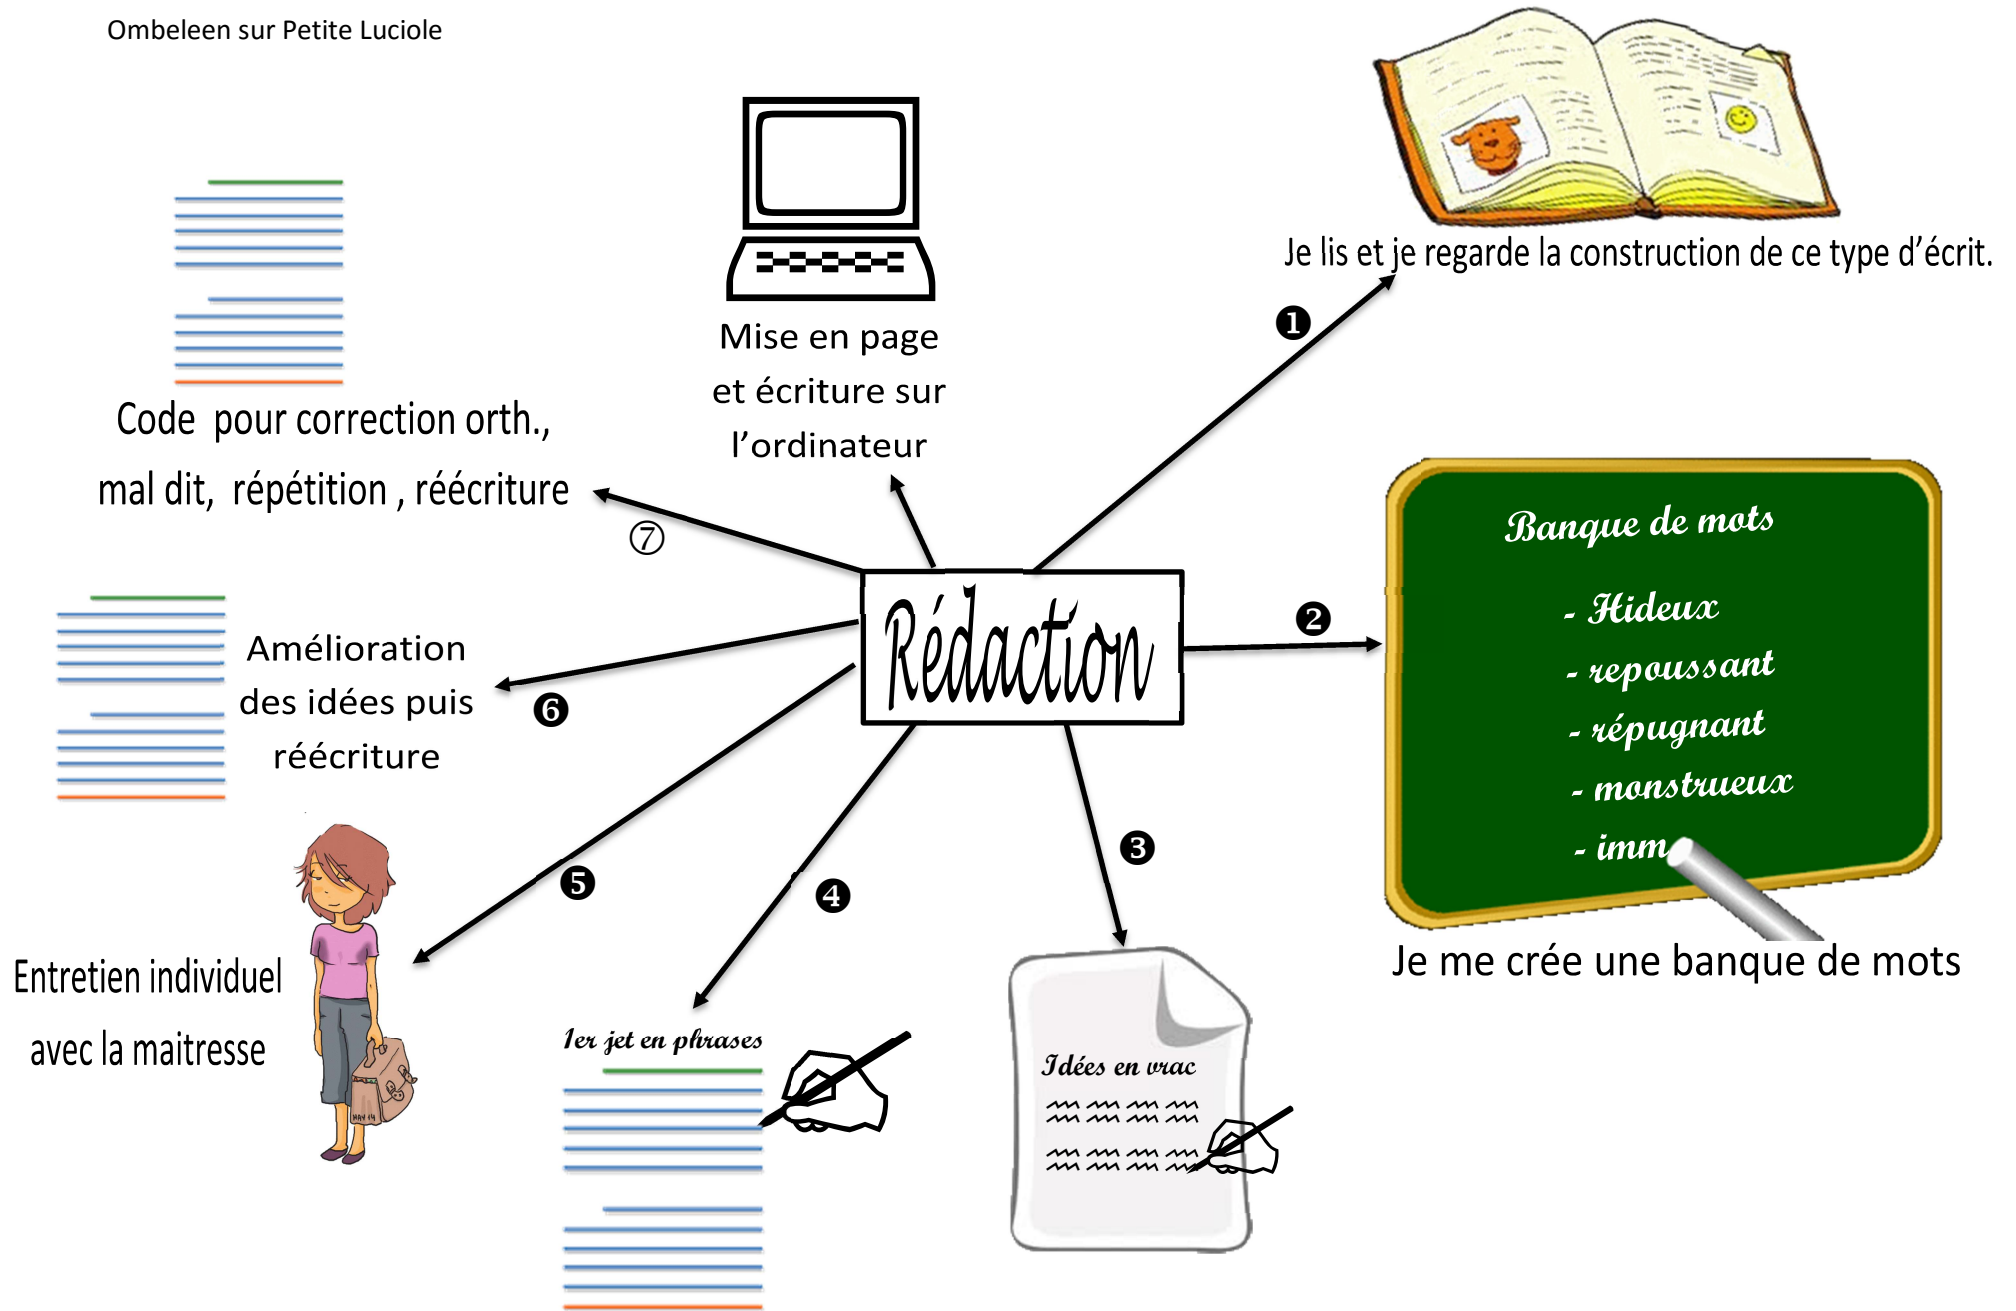 Ombeleen sur Petite Luciole
Je lis et je regarde la construction de ce type d’écrit.
❶
Banque de mots
- Hideux
- repoussant
- répugnant
- monstrueux
- imm
Je me crée une banque de mots
❷
Rédaction
❸
Idées en vrac
❹
1er jet en phrases
❺
Entretien individuel
avec la maitresse
MAY 14
❻
Amélioration
des idées puis
réécriture
⑦
Code pour correction orth.,
mal dit, répétition , réécriture
Mise en page
et écriture sur
l’ordinateur